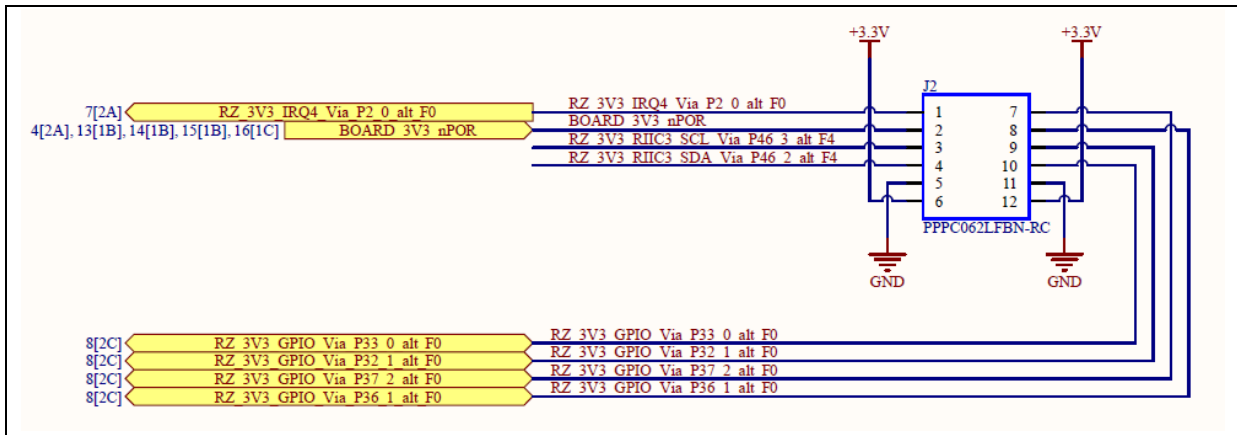 +3.3V +3.3V
J2
7[2A] RZ_3V3_IRQ4_Via_P2_0_alt_F0 RZ_3V3_IRQ4_Via_P2_0_alt_F0 1 7
4[2A], 13[1B], 14[1B], 15[1B], 16[1C] BOARD_3V3_nPOR BOARD_3V3_nPOR 2 8
RZ_3V3_RIIC3_SCL_Via_P46_3_alt_F4 3 9
RZ_3V3_RIIC3_SDA_Via_P46_2_alt_F4 4 10
5 11
6 12
PPPC062LFBN-RC
GND GND
8[2C] RZ_3V3_GPIO_Via_P33_0_alt_F0 RZ_3V3_GPIO_Via_P33_0_alt_F0
8[2C] RZ_3V3_GPIO_Via_P32_1_alt_F0 RZ_3V3_GPIO_Via_P32_1_alt_F0
8[2C] RZ_3V3_GPIO_Via_P37_2_alt_F0 RZ_3V3_GPIO_Via_P37_2_alt_F0
8[2C] RZ_3V3_GPIO_Via_P36_1_alt_F0 RZ_3V3_GPIO_Via_P36_1_alt_F0